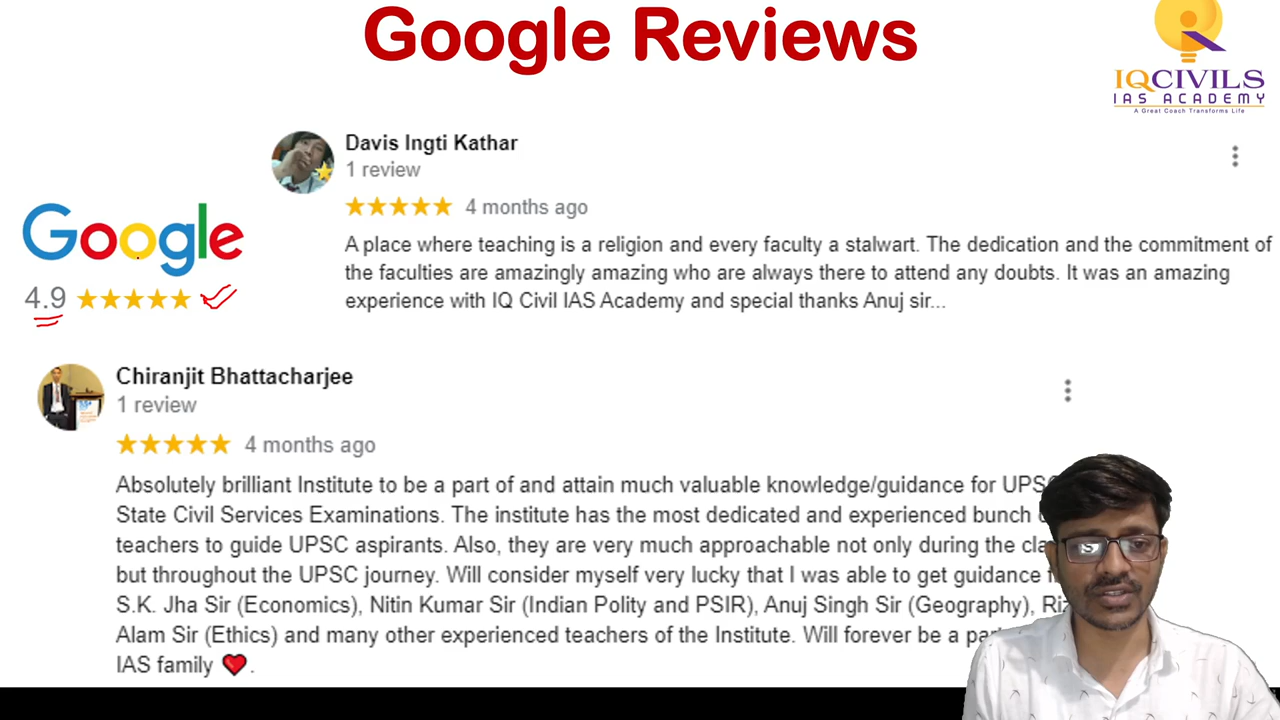 Google Reviews
IQCIVILS
IAS ACADEMY
A Great Coach Transforms Life
Davis Ingti Kathar
1 review
4 months ago
Google
4.9
A place where teaching is a religion and every faculty a stalwart. The dedication and the commitment of
the faculties are amazingly amazing who are always there to attend any doubts. It was an amazing
experience with IQ Civil IAS Academy and special thanks Anuj sir...
Chiranjit Bhattacharjee
1 review
4 months ago
Absolutely brilliant Institute to be a part of and attain much valuable knowledge/guidance for
State Civil Services Examinations. The institute has the most dedicated and experienced bunch
teachers to guide UPSC aspirants. Also, they are very much approachable not only during the
but throughout the UPSC journey. Will consider myself very lucky that I was able to get guidance
S.K. Jha Sir (Economics), Nitin Kumar Sir (Indian Polity and PSIR), Anuj Singh Sir (Geography),
Alam Sir (Ethics) and many other experienced teachers of the Institute. Will forever be a
IAS family ❤.